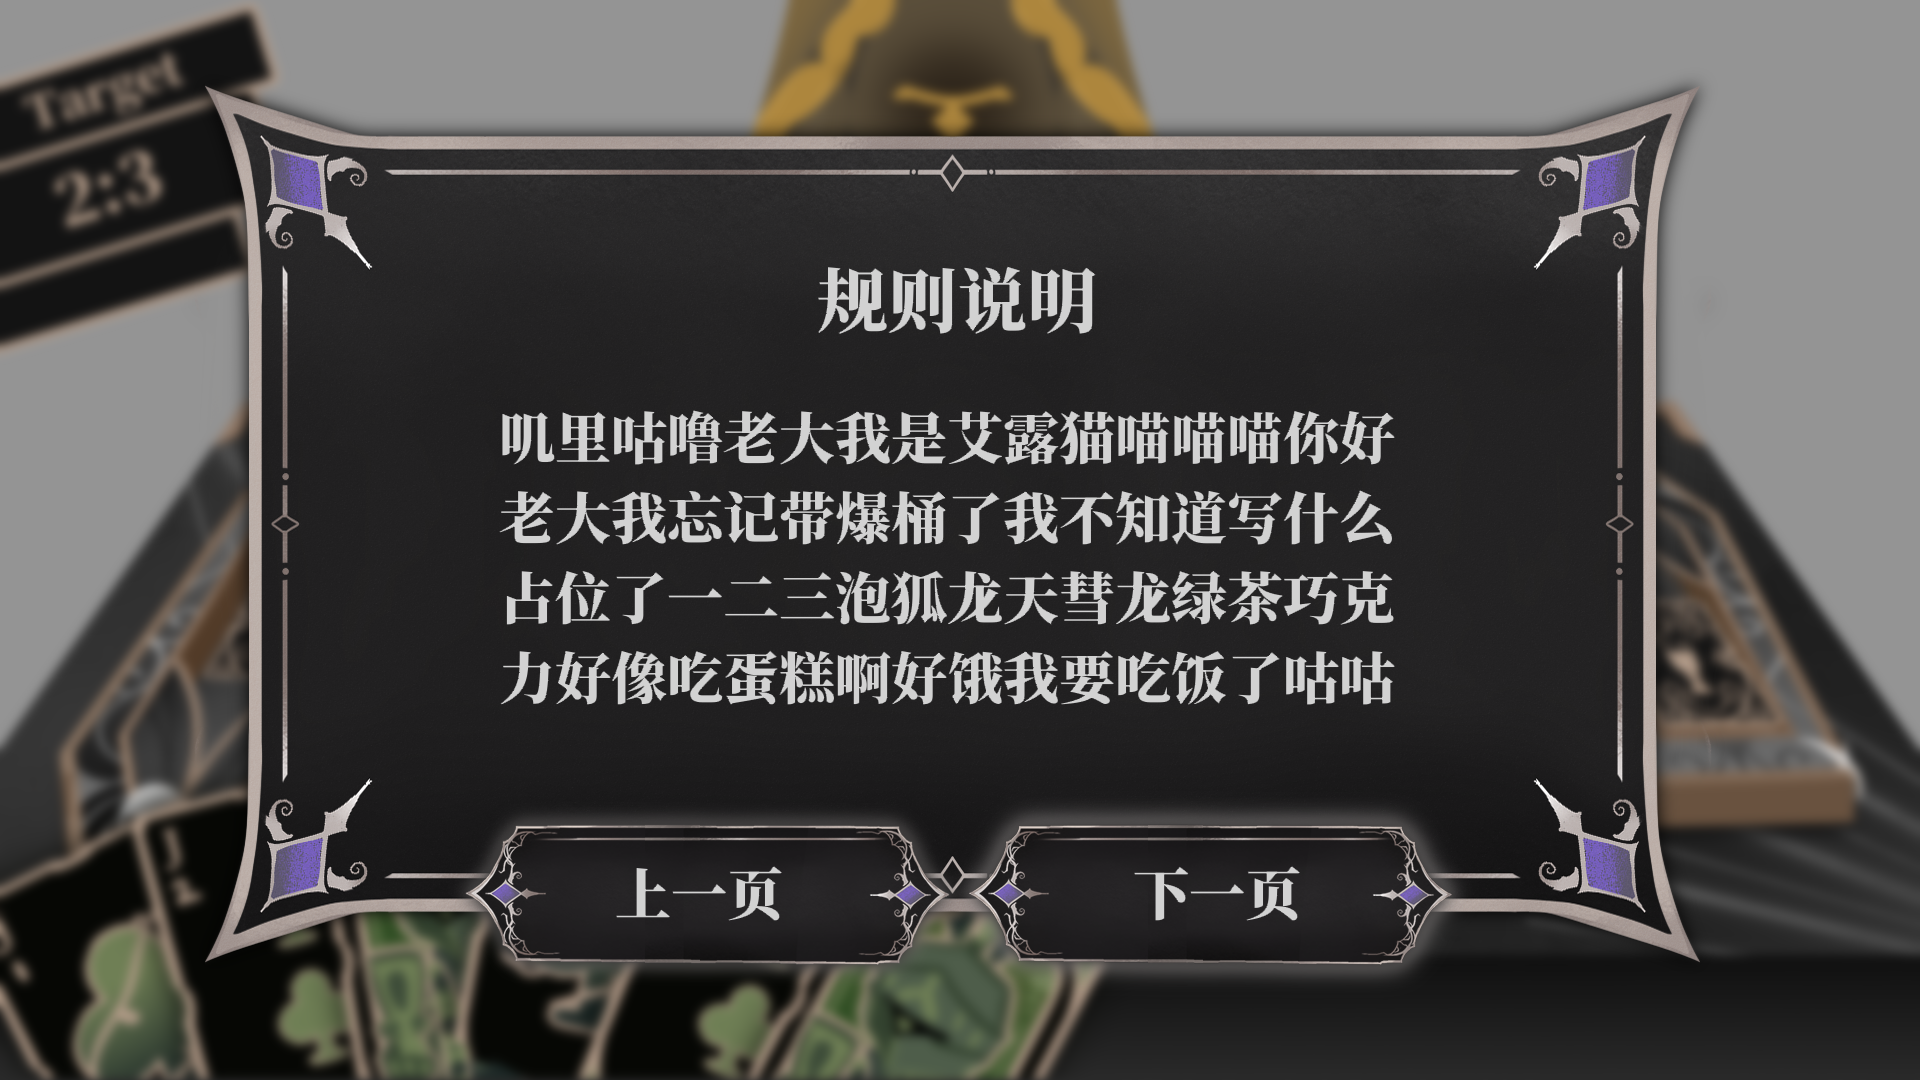 Target
2:3
规则说明
叽里咕噜老大我是艾露猫喵喵喵你好
老大我忘记带爆桶了我不知道写什么
占位了一二三泡狐龙天彗龙绿茶巧克
力好像吃蛋糕啊好饿我要吃饭了咕咕
上一页
下一页
J